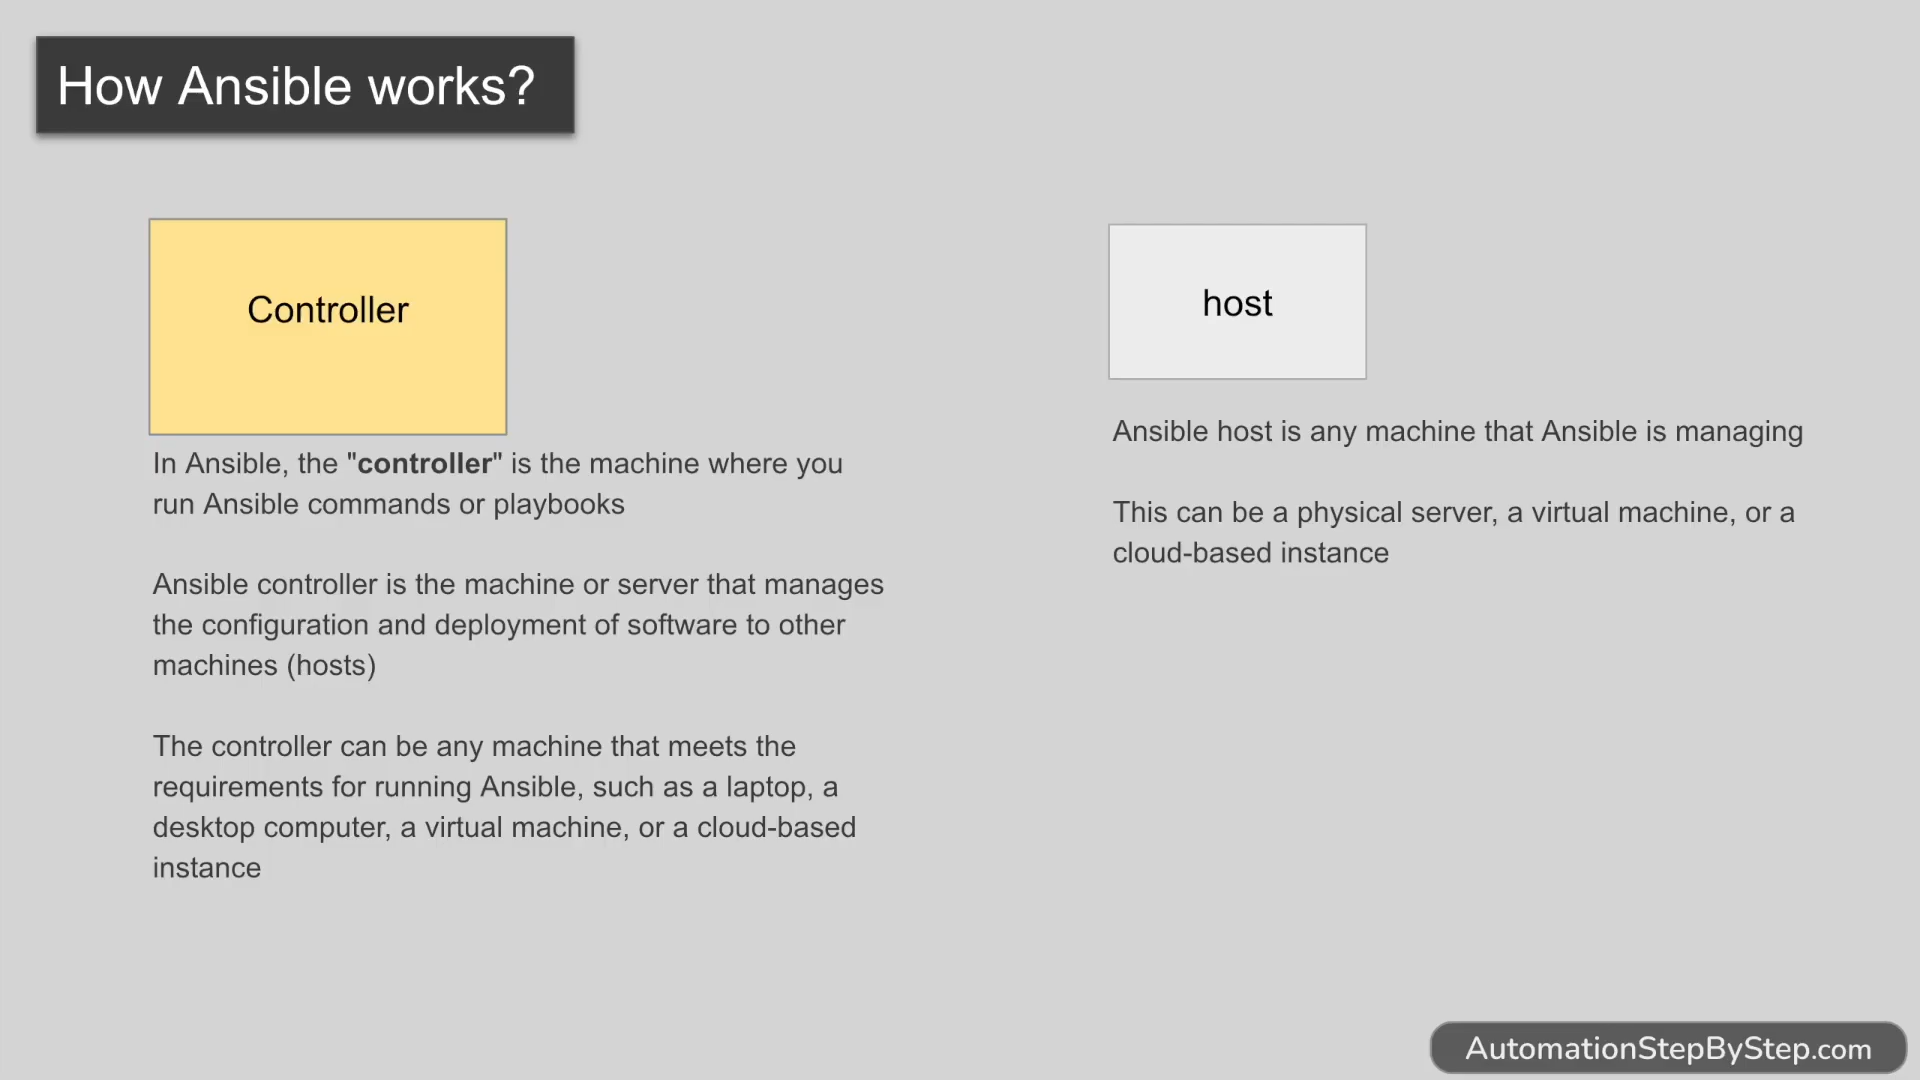 How Ansible works?
Controller
In Ansible, the "controller" is the machine where you
run Ansible commands or playbooks
Ansible controller is the machine or server that manages
the configuration and deployment of software to other
machines (hosts)
The controller can be any machine that meets the
requirements for running Ansible, such as a laptop, a
desktop computer, a virtual machine, or a cloud-based
instance
host
Ansible host is any machine that Ansible is managing
This can be a physical server, a virtual machine, or a
cloud-based instance
AutomationStepByStep.com